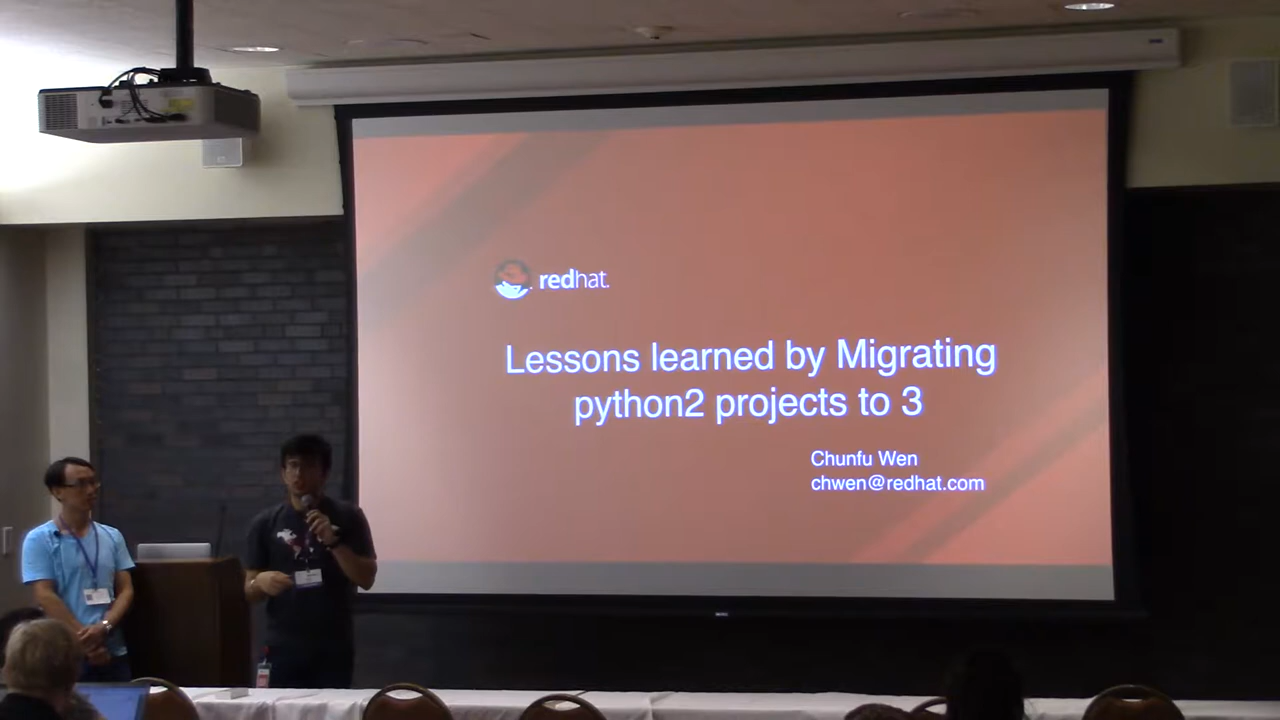 redhat.
Lessons learned by Migrating
python2 projects to 3
Chunfu Wen
chwen@redhat.com